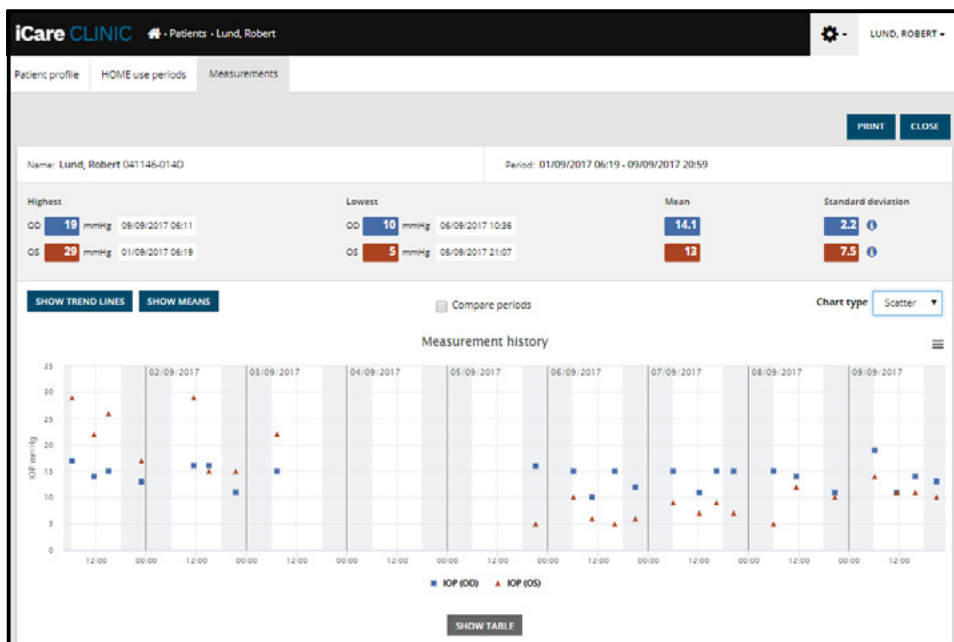 iCare CLINIC Patients › Lund, Robert LUND, ROBERT
Patient profile HOME use periods Measurements
PRINT CLOSE
Name: Lund, Robert 041146-014D Period: 01/09/2017 06:19 - 09/09/2017 20:59
Highest Lowest Mean Standard deviation
OD 19 mmHg 09/09/2017 06:11 OD 10 mmHg 06/09/2017 10:36 14.1 2.2
OS 29 mmHg 01/09/2017 06:19 OS 5 mmHg 05/09/2017 21:07 13 7.5
SHOW TREND LINES SHOW MEANS Compare periods Chart type Scatter
Measurement history
35 02/09/2017 03/09/2017 04/09/2017 05/09/2017 06/09/2017 07/09/2017 08/09/2017 09/09/2017
30
25
20
IOP mmHg
15
10
5
0
12:00 00:00 12:00 00:00 12:00 00:00 12:00 00:00 12:00 00:00 12:00 00:00 12:00 00:00 12:00 00:00 12:00
IOP (OD) IOP (OS)
SHOW TABLE